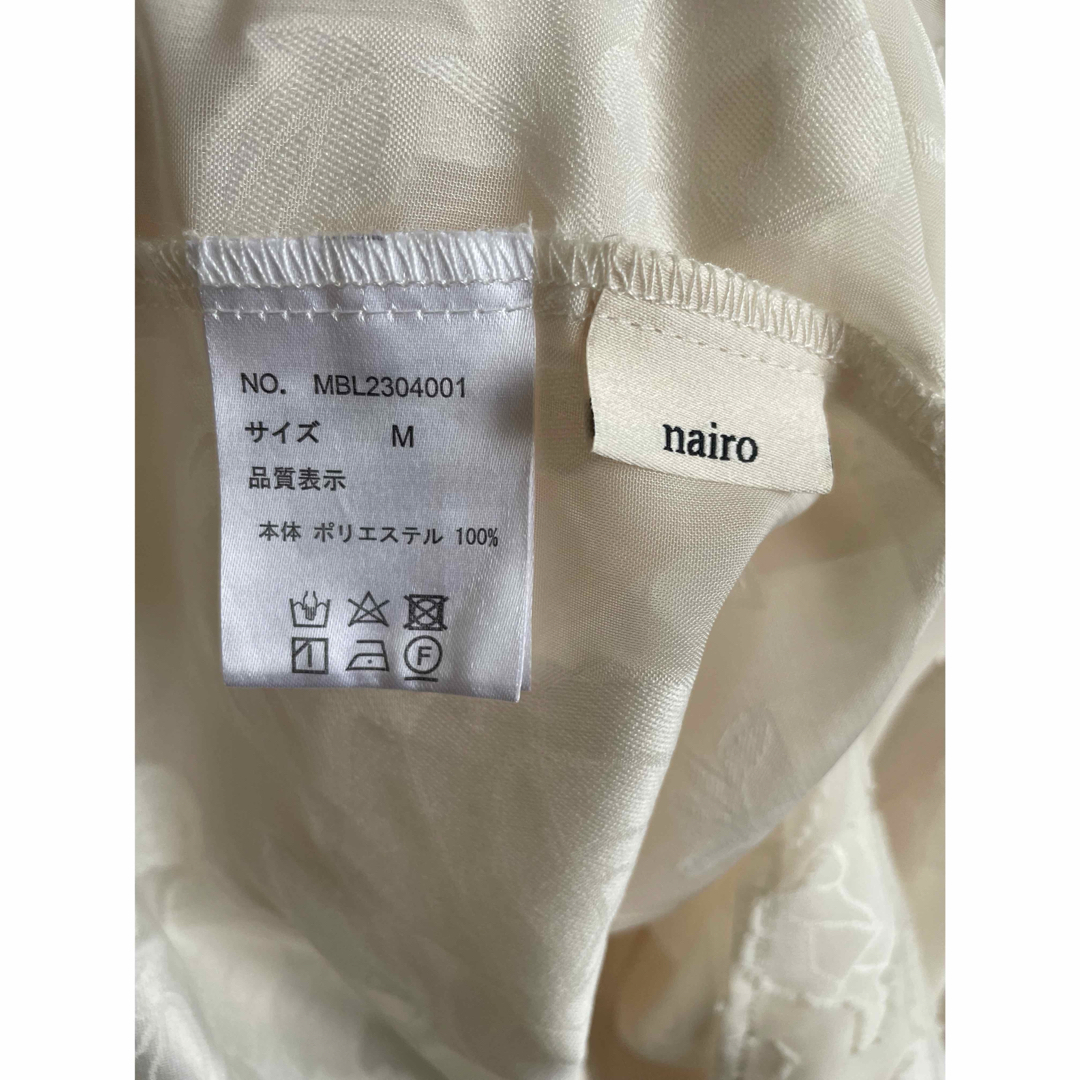 NO. MBL2304001
サイズ M
品質表示
本体 ポリエステル 100%
F
nairo